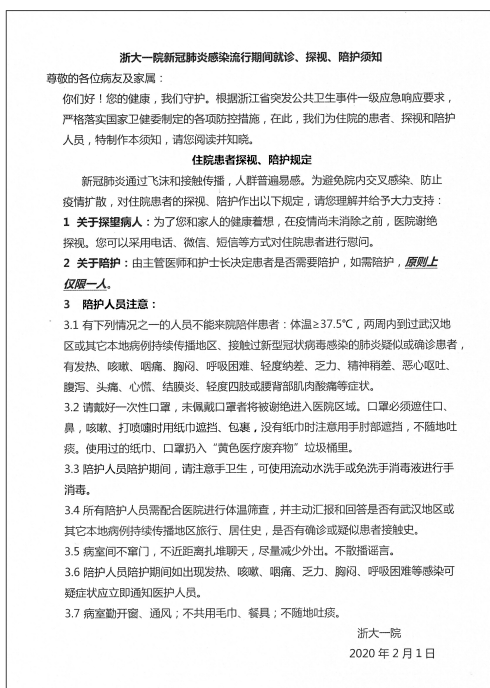 浙大一院新冠肺炎感染流行期间就诊、探视、陪护须知
尊敬的各位病友及家属：
你们好！您的健康，我们守护。根据浙江省突发公共卫生事件一级应急响应要求，
严格落实国家卫健委制定的各项防控措施，在此，我们为住院的患者、探视和陪护
人员，特制作本须知，请您阅读并知晓。
住院患者探视、陪护规定
新冠肺炎通过飞沫和接触传播，人群普遍易感。为避免院内交叉感染、防止
疫情扩散，对住院患者的探视、陪护作出以下规定，请您理解并给予大力支持：
1 关于探望病人：为了您和家人的健康着想，在疫情尚未消除之前，医院谢绝
探视。您可以采用电话、微信、短信等方式对住院患者进行慰问。
2 关于陪护：由主管医师和护士长决定患者是否需要陪护，如需陪护，原则上
仅限一人。
3 陪护人员注意：
3.1 有下列情况之一的人员不能来院陪伴患者：体温≥37.5℃，两周内到过武汉地
区或其它本地病例持续传播地区、接触过新型冠状病毒感染的肺炎疑似或确诊患者，
有发热、咳嗽、咽痛、胸闷、呼吸困难、轻度纳差、乏力、精神稍差、恶心呕吐、
腹泻、头痛、心慌、结膜炎、轻度四肢或腰背部肌肉酸痛等症状。
3.2 请戴好一次性口罩，未佩戴口罩者将被谢绝进入医院区域。口罩必须遮住口、
鼻，咳嗽、打喷嚏时用纸巾遮挡、包裹，没有纸巾时注意用手肘部遮挡，不随地吐
痰。使用过的纸巾、口罩扔入“黄色医疗废弃物”垃圾桶里。
3.3 陪护人员陪护期间，请注意手卫生，可使用流动水洗手或免洗手消毒液进行手
消毒。
3.4 所有陪护人员需配合医院进行体温筛查，并主动汇报和回答是否有武汉地区或
其它本地病例持续传播地区旅行、居住史，是否有确诊或疑似患者接触史。
3.5 病室间不窜门，不近距离扎堆聊天，尽量减少外出。不散播谣言。
3.6 陪护人员陪护期间如出现发热、咳嗽、咽痛、乏力、胸闷、呼吸困难等感染可
疑症状应立即通知医护人员。
3.7 病室勤开窗、通风；不共用毛巾、餐具；不随地吐痰。
浙大一院
2020 年 2 月 1 日